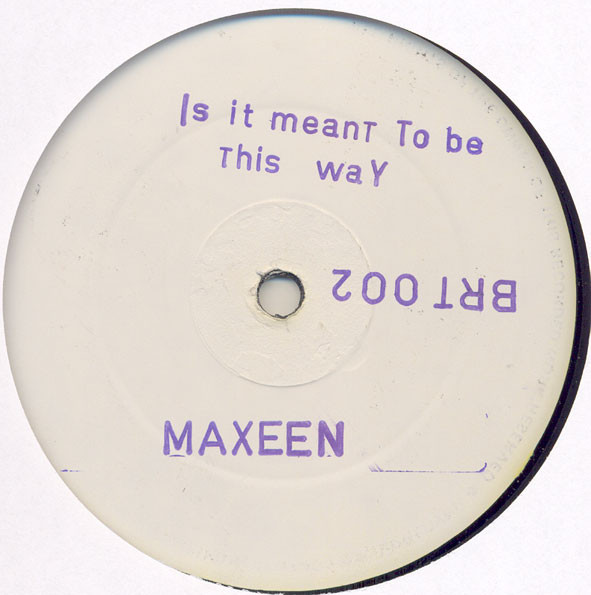 Is it meanT To be
This waY
BRT 002
MAXEEN